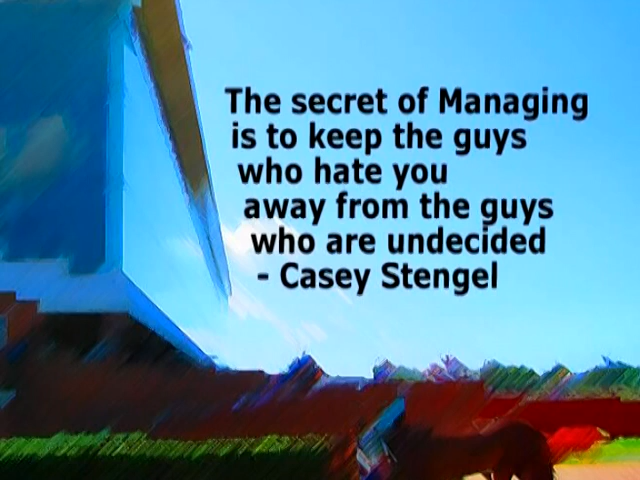 The secret of Managing
is to keep the guys
who hate you
away from the guys
who are undecided
- Casey Stengel